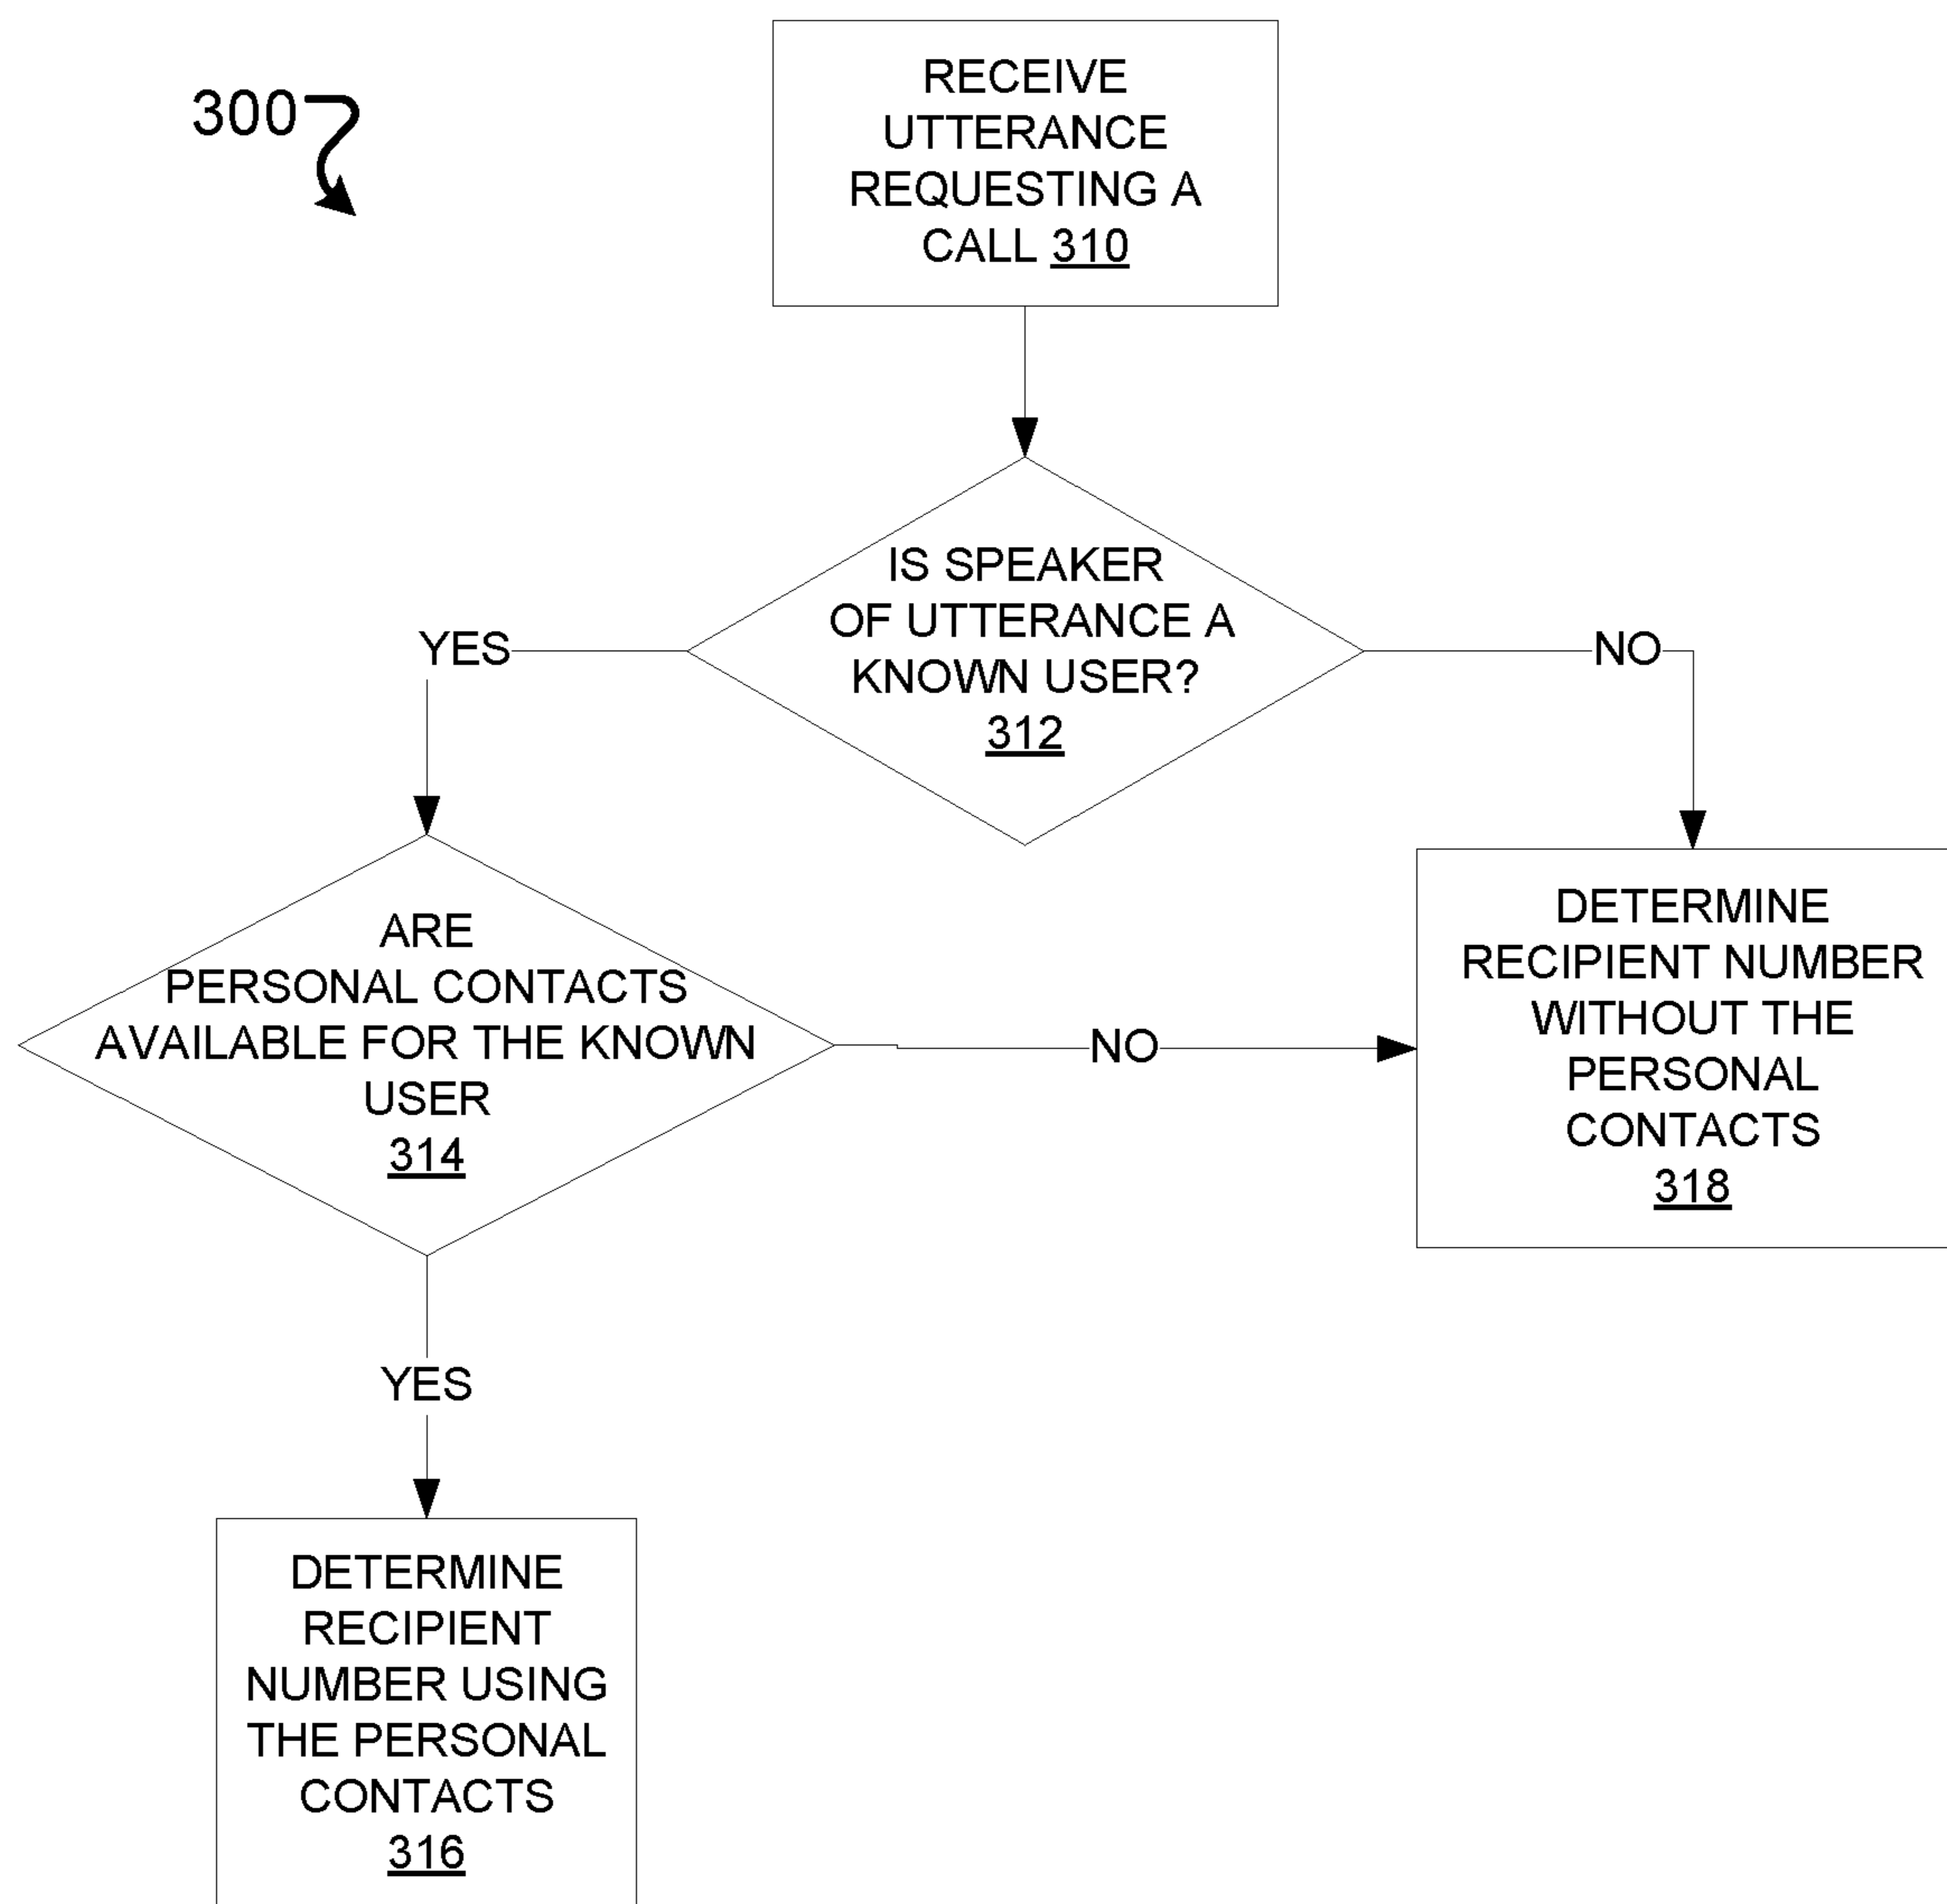 300
RECEIVE
UTTERANCE
REQUESTING A
CALL 310
IS SPEAKER
OF UTTERANCE A
KNOWN USER?
312
YES
NO
ARE
PERSONAL CONTACTS
AVAILABLE FOR THE KNOWN
USER
314
NO
DETERMINE
RECIPIENT NUMBER
WITHOUT THE
PERSONAL
CONTACTS
318
YES
DETERMINE
RECIPIENT
NUMBER USING
THE PERSONAL
CONTACTS
316